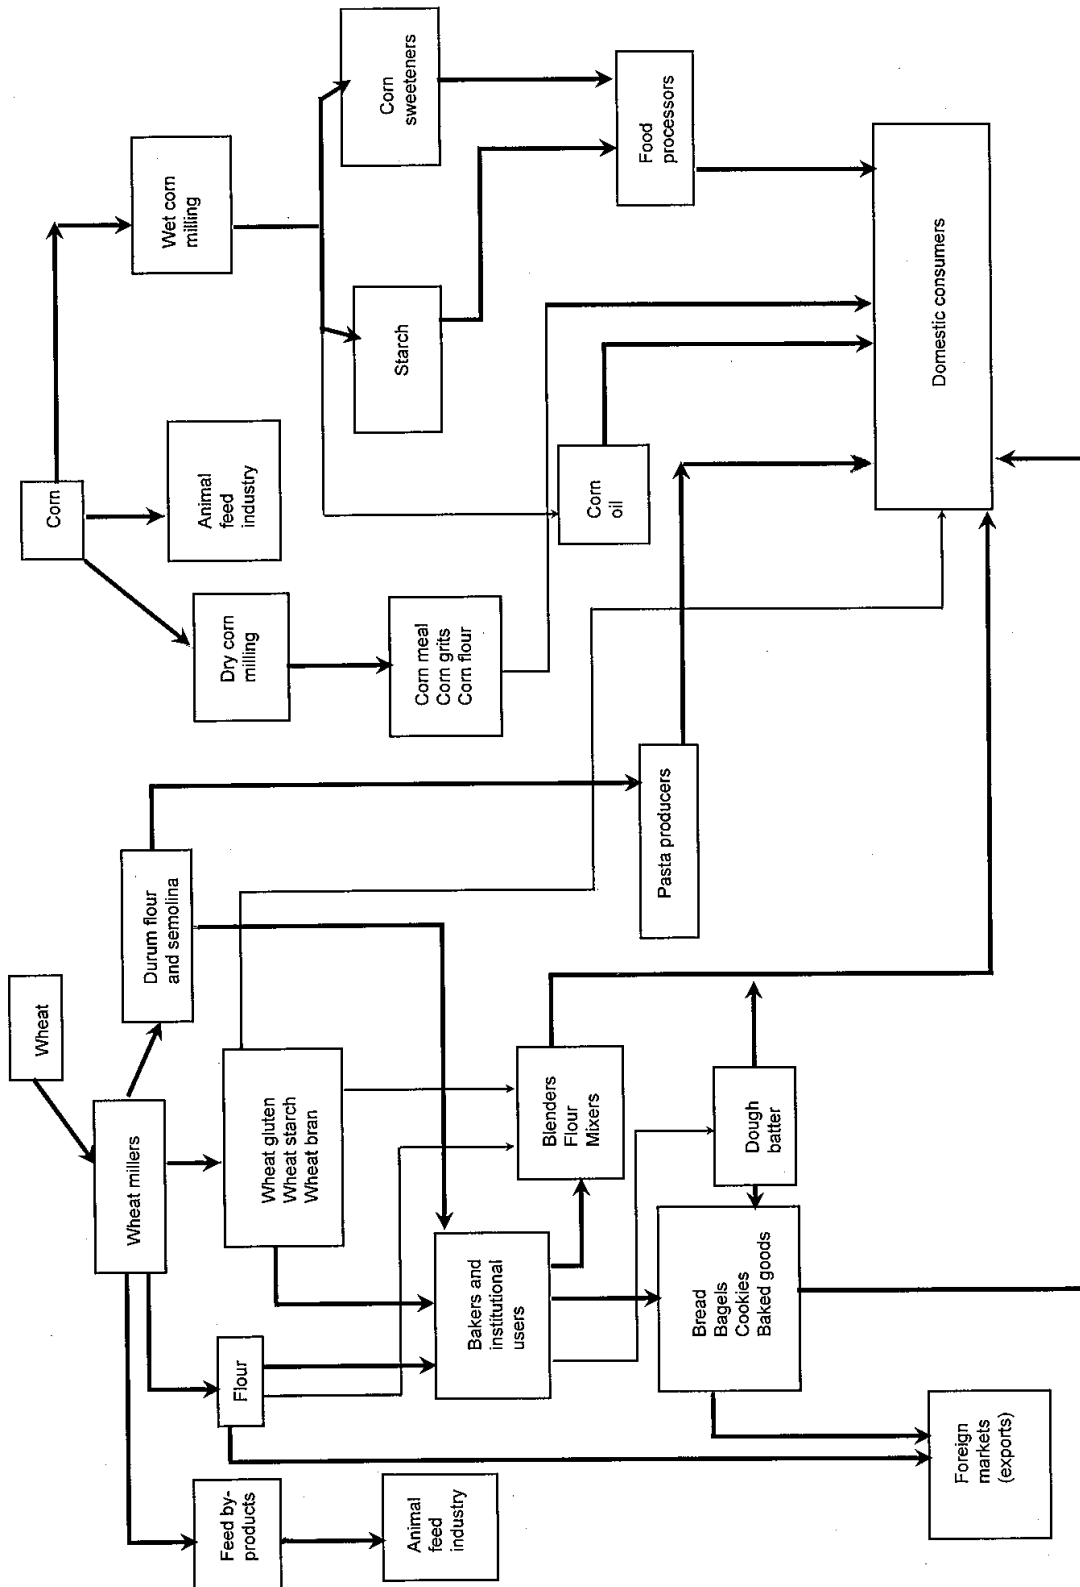 Wheat
Corn
Wheat millers
Durum flour
and semolina
Wet corn
milling
Animal
feed
industry
Dry corn
milling
Feed by-
products
Flour
Wheat gluten
Wheat starch
Wheat bran
Corn
sweeteners
Starch
Corn meal
Corn grits
Corn flour
Animal
feed
industry
Bakers and
institutional
users
Blenders
Flour
Mixers
Corn
oil
Food
processors
Pasta producers
Bread
Bagels
Cookies
Baked goods
Dough
batter
Foreign
markets
(exports)
Domestic consumers